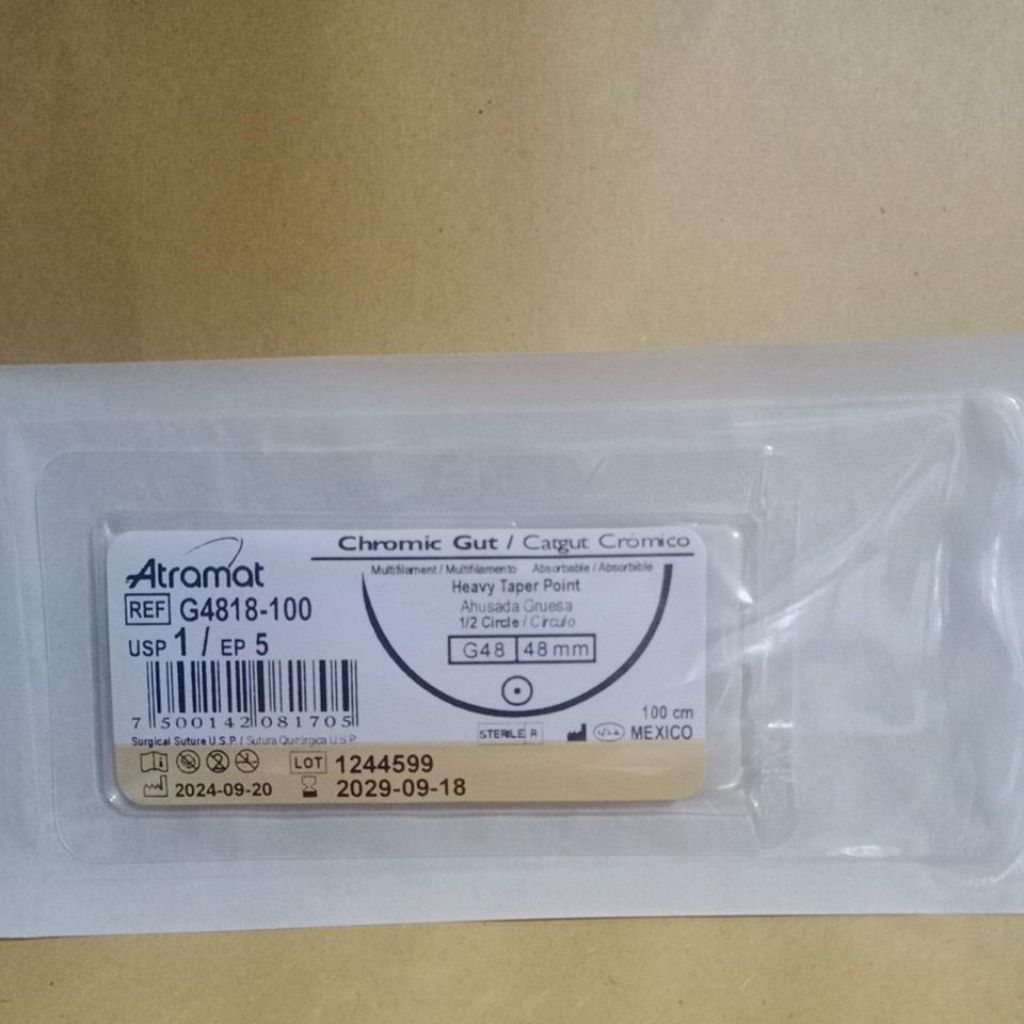 Atramat
REF G4818-100
USP 1 / EP 5
7 500142 081705
Surgical Suture U.S.P. / Sutura Quirúrgica U.S.P.
Chromic Gut / Catgut Crómico
Multifilament / Multifilamento Absorbable / Absorbible
Heavy Taper Point
Ahusada Gruesa
1/2 Circle / Círculo
G48 48 mm
100 cm
STERILE R
MEXICO
LOT 1244599
2024-09-20
2029-09-18